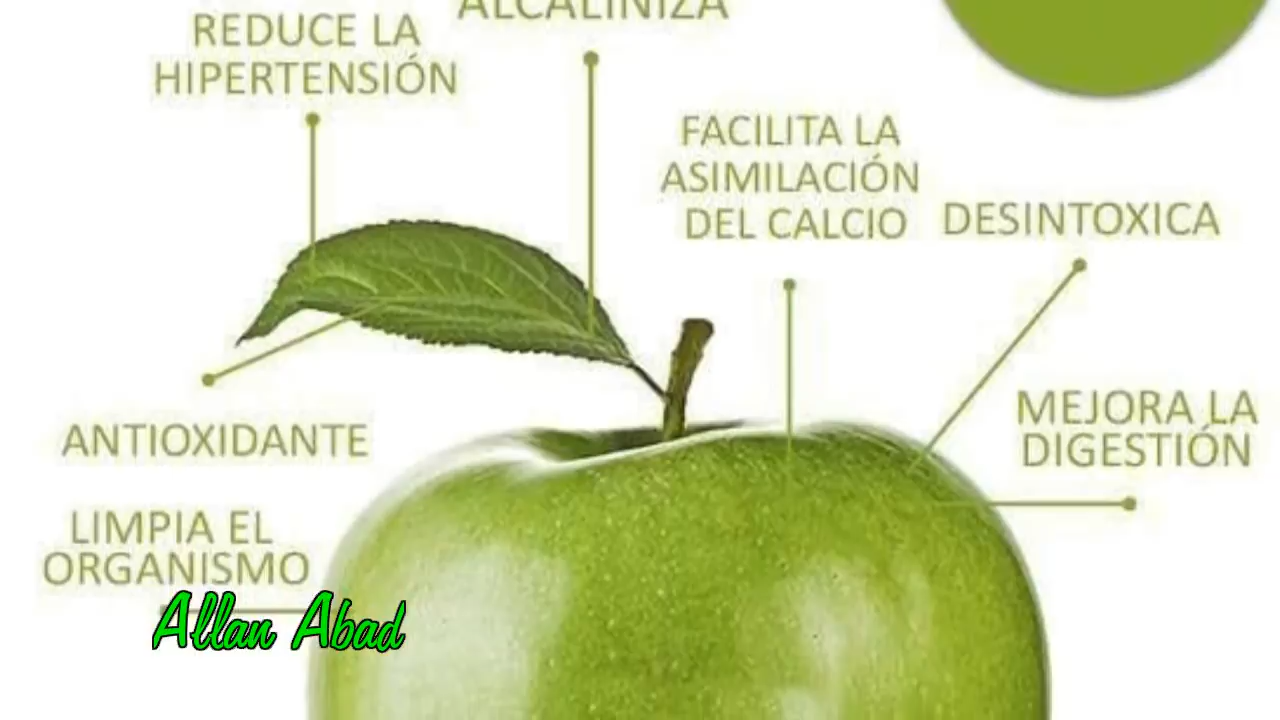 REDUCE LA
HIPERTENSIÓN
ALCALINIZA
FACILITA LA
ASIMILACIÓN
DEL CALCIO
DESINTOXICA
ANTIOXIDANTE
MEJORA LA
DIGESTIÓN
LIMPIA EL
ORGANISMO
Allan Abad